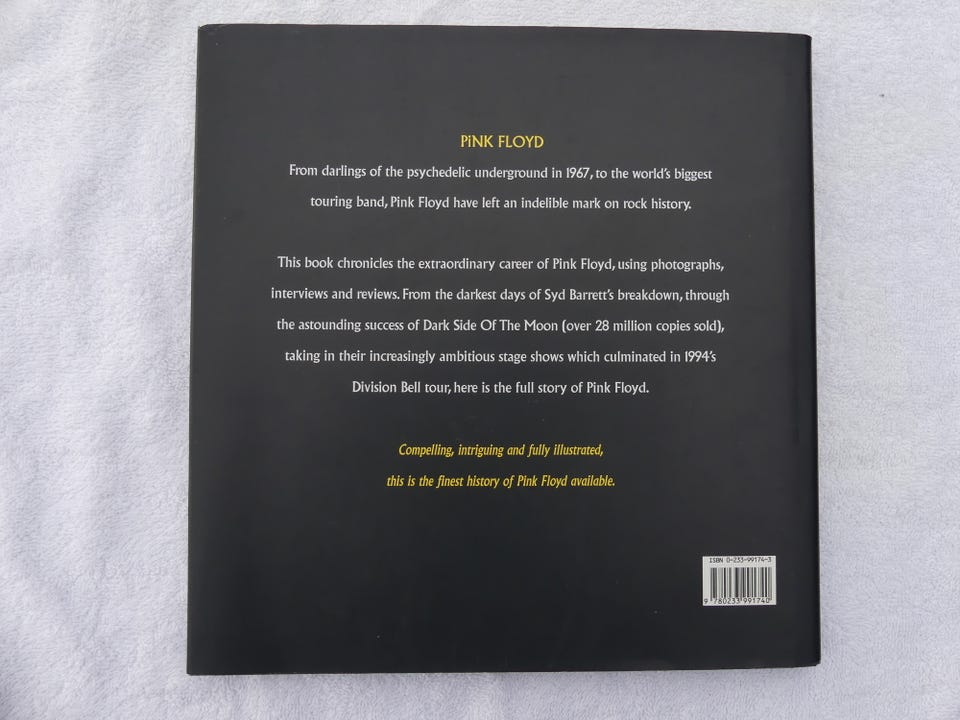 PiNK FLOYD
From darlings of the psychedelic underground in 1967, to the world's biggest
touring band, Pink Floyd have left an indelible mark on rock history.
This book chronicles the extraordinary career of Pink Floyd, using photographs,
interviews and reviews. From the darkest days of Syd Barrett's breakdown, through
the astounding success of Dark Side Of The Moon (over 28 million copies sold),
taking in their increasingly ambitious stage shows which culminated in 1994's
Division Bell tour, here is the full story of Pink Floyd.
Compelling, intriguing and fully illustrated,
this is the finest history of Pink Floyd available.
ISBN 0-233-99174-3
9 780233 991740